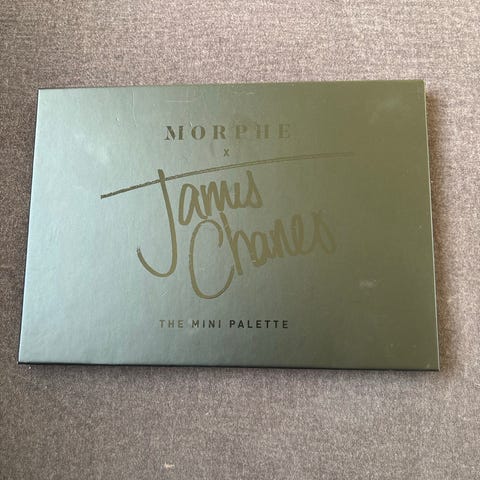 MORPHE
X
James
Charles
THE MINI PALETTE